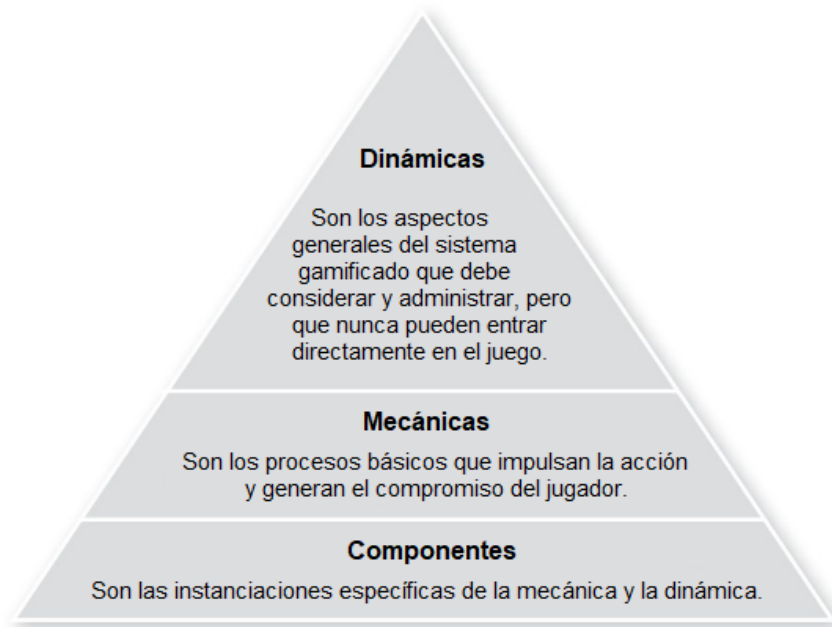 Dinámicas
Son los aspectos
generales del sistema
gamificado que debe
considerar y administrar, pero
que nunca pueden entrar
directamente en el juego.
Mecánicas
Son los procesos básicos que impulsan la acción
y generan el compromiso del jugador.
Componentes
Son las instanciaciones específicas de la mecánica y la dinámica.